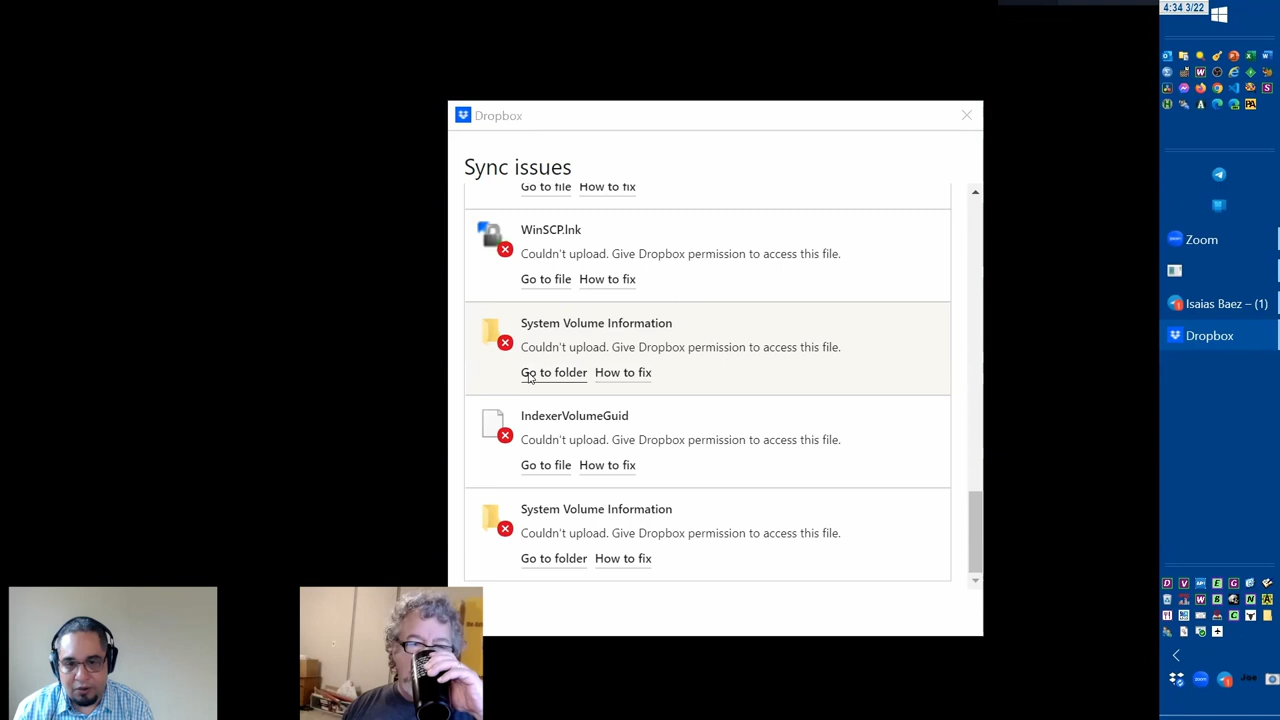 4:34 3/22
Dropbox
Sync issues
Go to file How to fix
WinSCP.lnk
Couldn't upload. Give Dropbox permission to access this file.
Go to file How to fix
System Volume Information
Couldn't upload. Give Dropbox permission to access this file.
Go to folder How to fix
IndexerVolumeGuid
Couldn't upload. Give Dropbox permission to access this file.
Go to file How to fix
System Volume Information
Couldn't upload. Give Dropbox permission to access this file.
Go to folder How to fix
Zoom
Isaias Baez – (1)
Dropbox
Joe